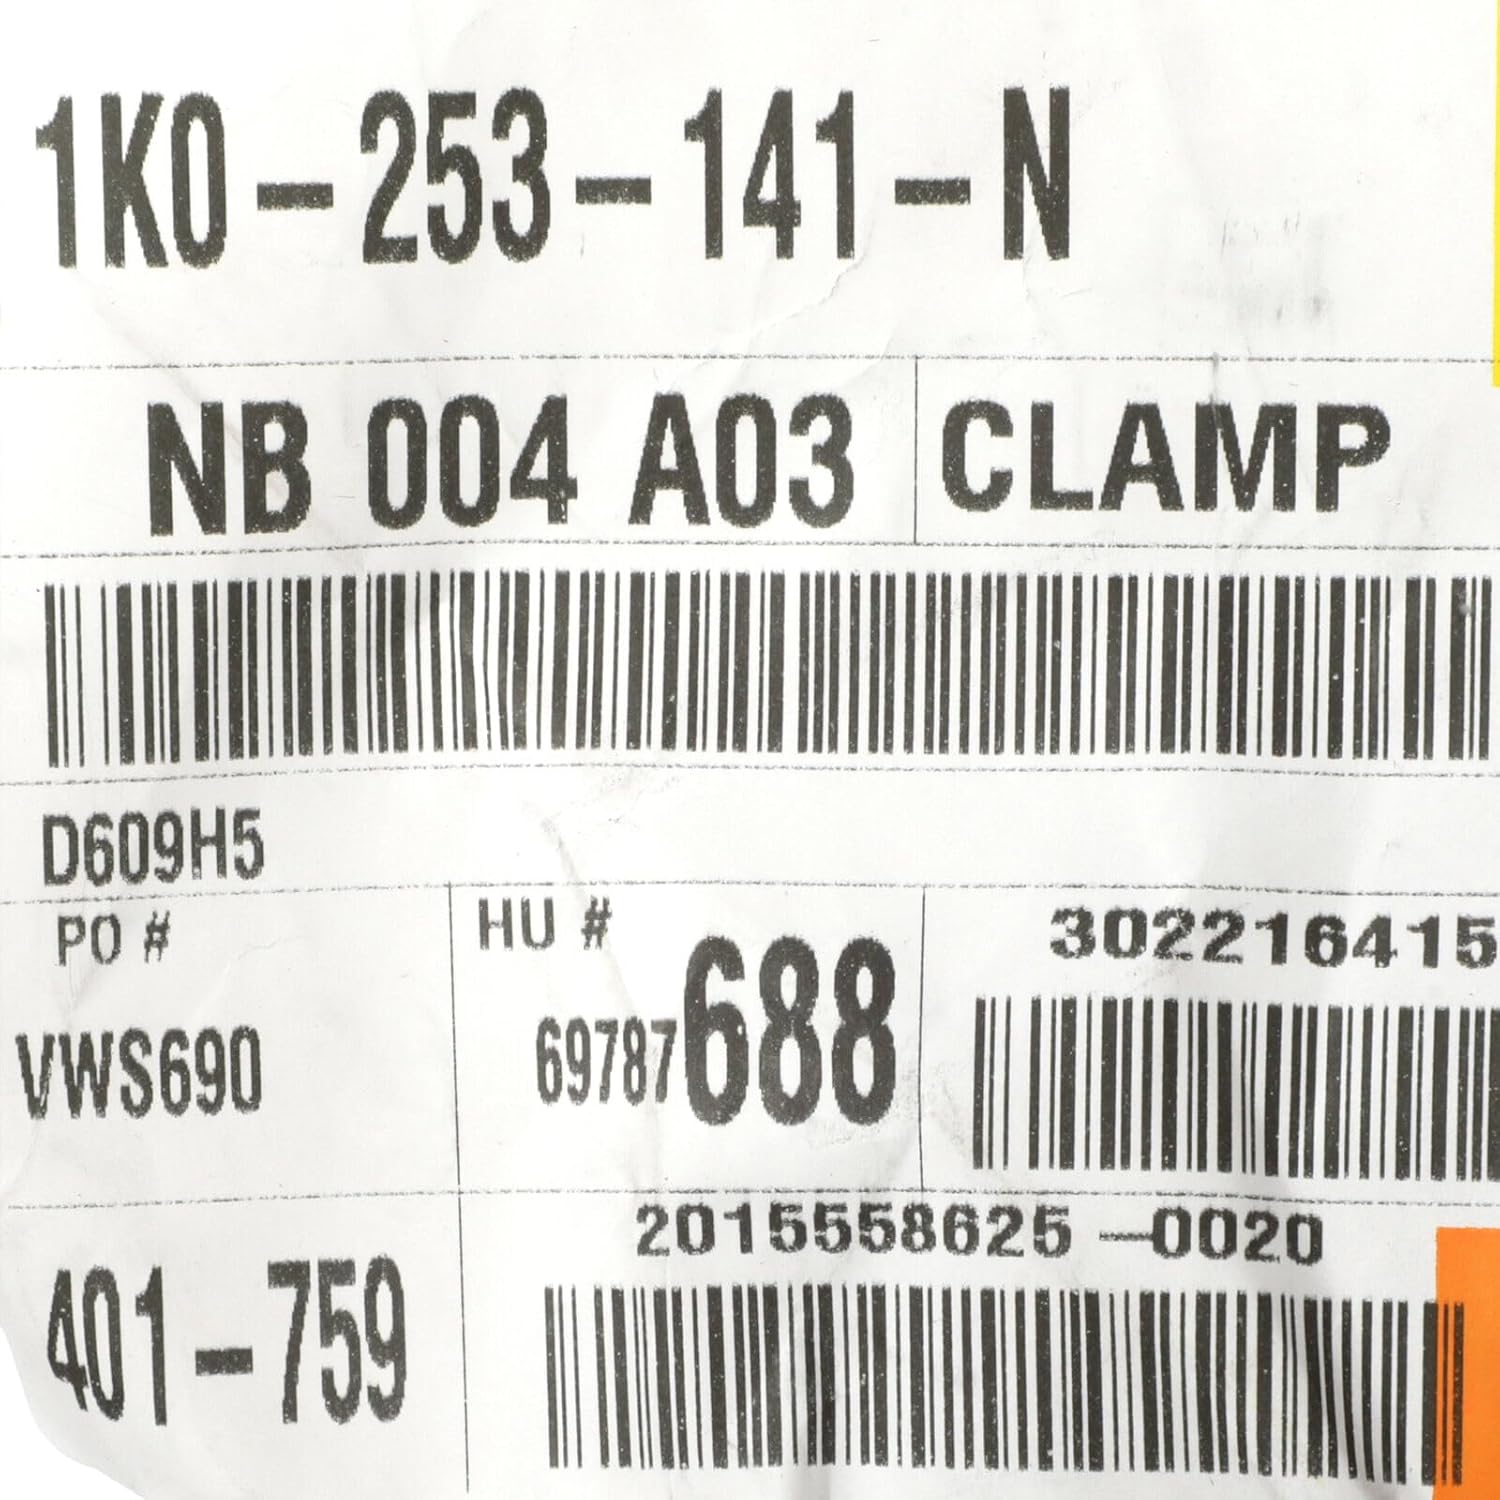 1K0-253-141-N
NB 004 A03 CLAMP
D609H5
PO #
VWS690
HU #
69787688
302216415
401-759
2015558625-0020